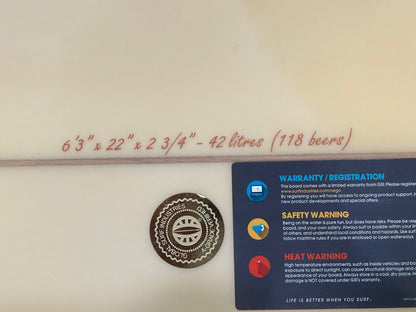 6'3" x 22" x 2 3/4" - 42 litres (118 beers)
WARRANTY / REGISTRATION
This board comes with a limited warranty from GSI. Please register
www.surfindustries.com/rego
By registering you will have access to ongoing product support,
new product developments and special offers.
SAFETY WARNING
Being on the water is pure fun, but does have risks. Please be
board, and your own safety. Always surf or paddle within your
of others, and understand local conditions and hazards. Use
follow maritime rules if you are in enclosed or open waterways.
HEAT WARNING
High temperature environments, such as inside vehicles and
exposure to direct sunlight, can cause structural damage and
appearance of your board. Always store in a cool, dry place.
damage is NOT covered under GSI's warranty.
LIFE IS BETTER WHEN YOU SURF.
GLOBAL SURF INDUSTRIES